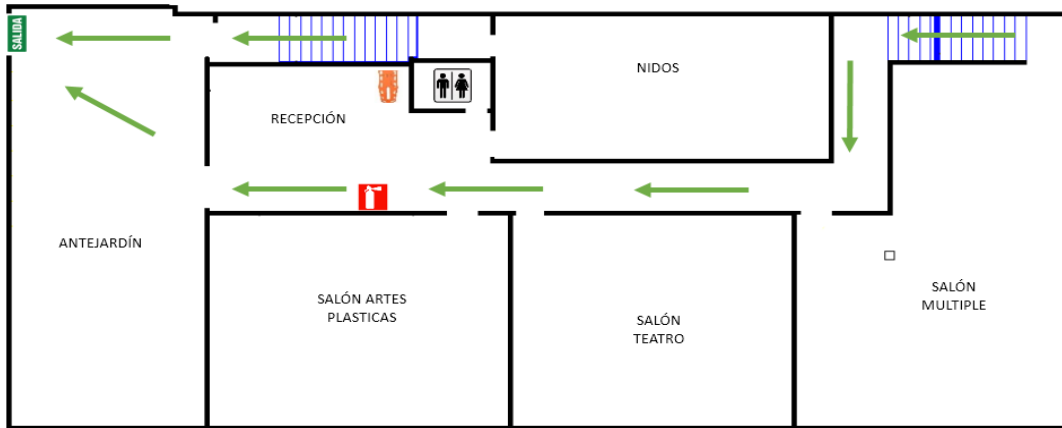 SALIDA
NIDOS
RECEPCIÓN
ANTEJARDÍN
SALÓN ARTES
PLASTICAS
SALÓN
TEATRO
SALÓN
MULTIPLE